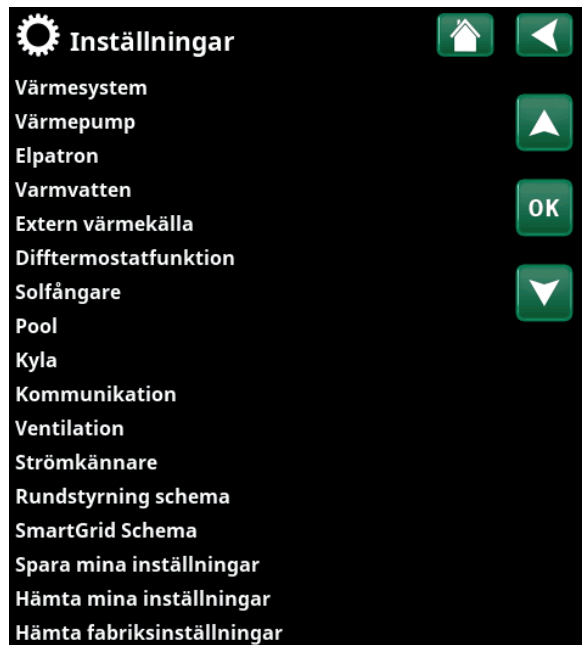 Inställningar
Värmesystem
Värmepump
Elpatron
Varmvatten
Extern värmekälla
OK
Difftermostatfunktion
Solfångare
Pool
Kyla
Kommunikation
Ventilation
Strömkännare
Rundstyrning schema
SmartGrid Schema
Spara mina inställningar
Hämta mina inställningar
Hämta fabriksinställningar